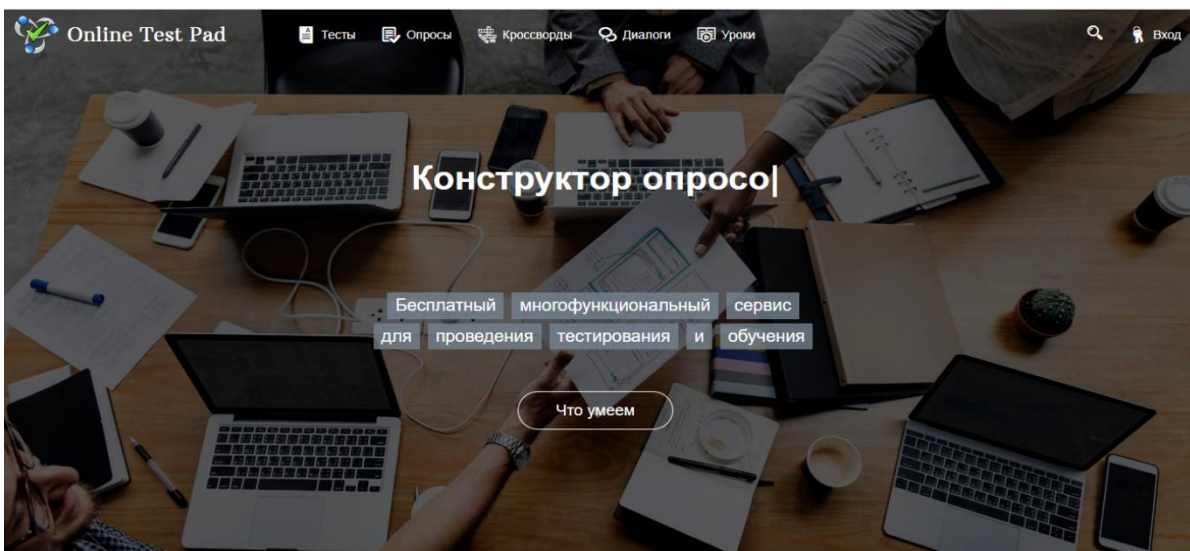 Online Test Pad Тесты Опросы Кроссворды Диалоги Уроки Вход
Конструктор опросо|
Бесплатный многофункциональный сервис
для проведения тестирования и обучения
Что умеем